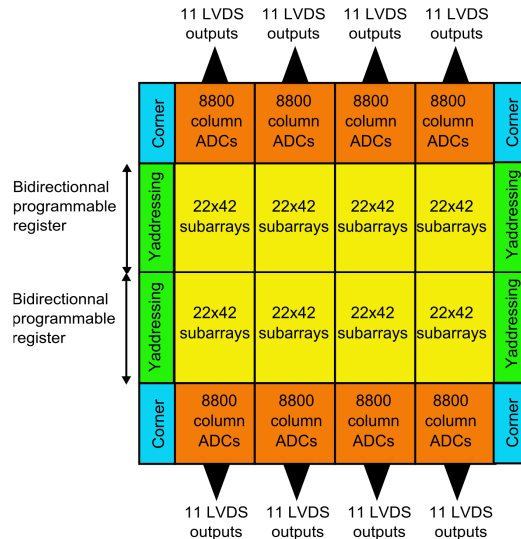 11 LVDS 11 LVDS 11 LVDS 11 LVDS
outputs outputs outputs outputs
Corner
8800 8800 8800 8800
column column column column
ADCs ADCs ADCs ADCs
Corner
Bidirectionnal
programmable
register
Yaddressing
22x42 22x42 22x42 22x42
subarrays subarrays subarrays subarrays
Yaddressing
Bidirectionnal
programmable
register
Yaddressing
22x42 22x42 22x42 22x42
subarrays subarrays subarrays subarrays
Yaddressing
Corner
8800 8800 8800 8800
column column column column
ADCs ADCs ADCs ADCs
Corner
11 LVDS 11 LVDS 11 LVDS 11 LVDS
outputs outputs outputs outputs